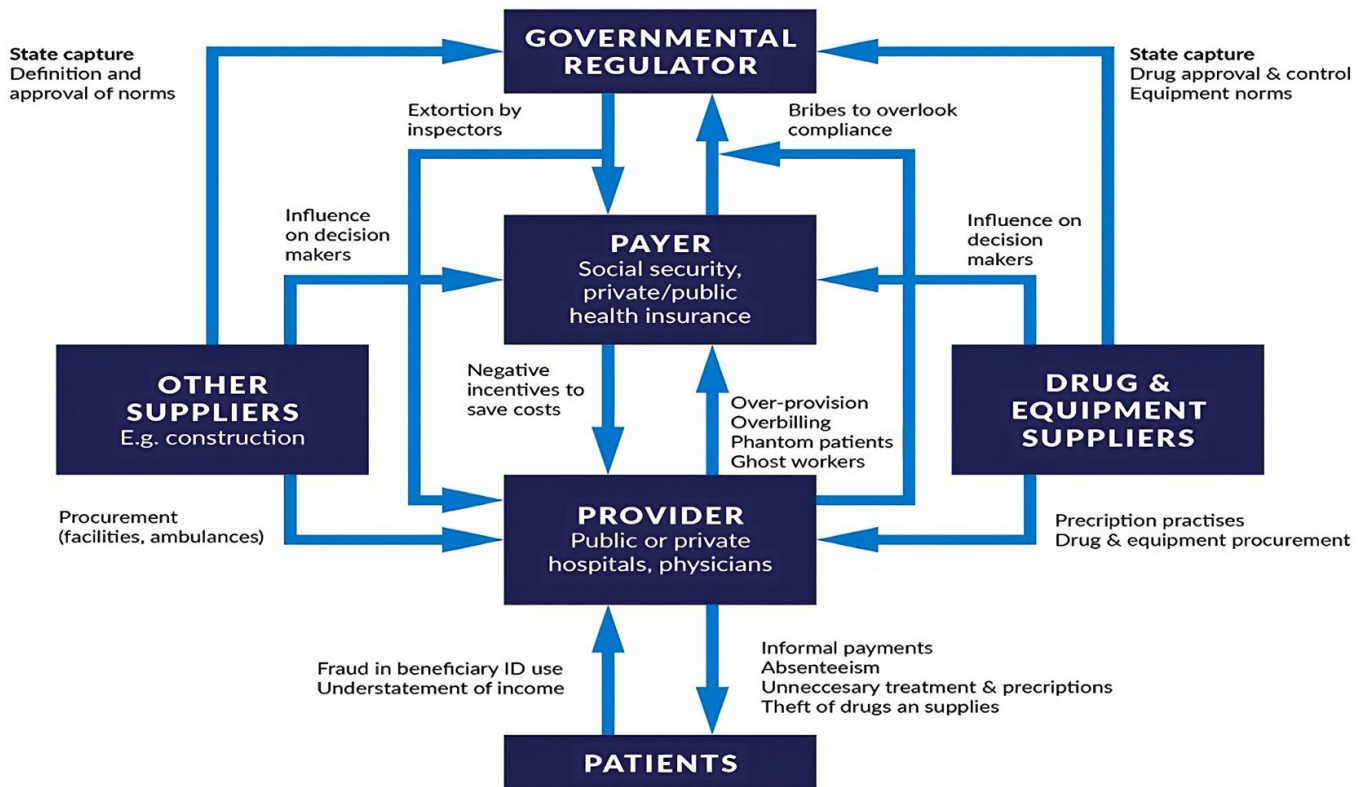 GOVERNMENTAL
REGULATOR
State capture
Definition and
approval of norms
State capture
Drug approval & control
Equipment norms
Extortion by
inspectors
Bribes to overlook
compliance
Influence
on decision
makers
PAYER
Social security,
private/public
health insurance
Influence on
decision
makers
OTHER
SUPPLIERS
E.g. construction
Negative
incentives to
save costs
Over-provision
Overbilling
Phantom patients
Ghost workers
DRUG &
EQUIPMENT
SUPPLIERS
Procurement
(facilities, ambulances)
PROVIDER
Public or private
hospitals, physicians
Precription practises
Drug & equipment procurement
Fraud in beneficiary ID use
Understatement of income
Informal payments
Absenteeism
Unneccesary treatment & precriptions
Theft of drugs an supplies
PATIENTS